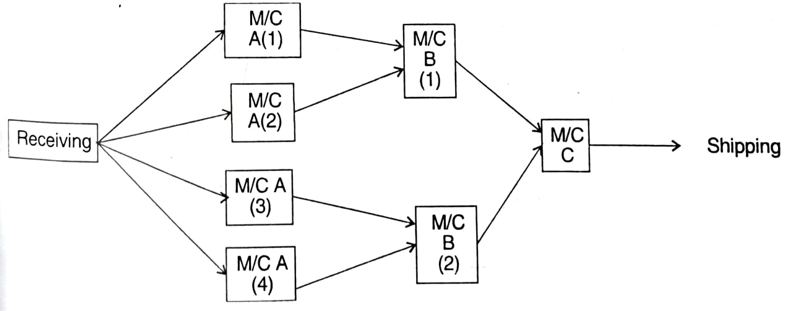 M/C
A(1)
M/C
B
(1)
M/C
A(2)
Receiving
M/C
C
Shipping
M/C A
(3)
M/C
B
(2)
M/C A
(4)